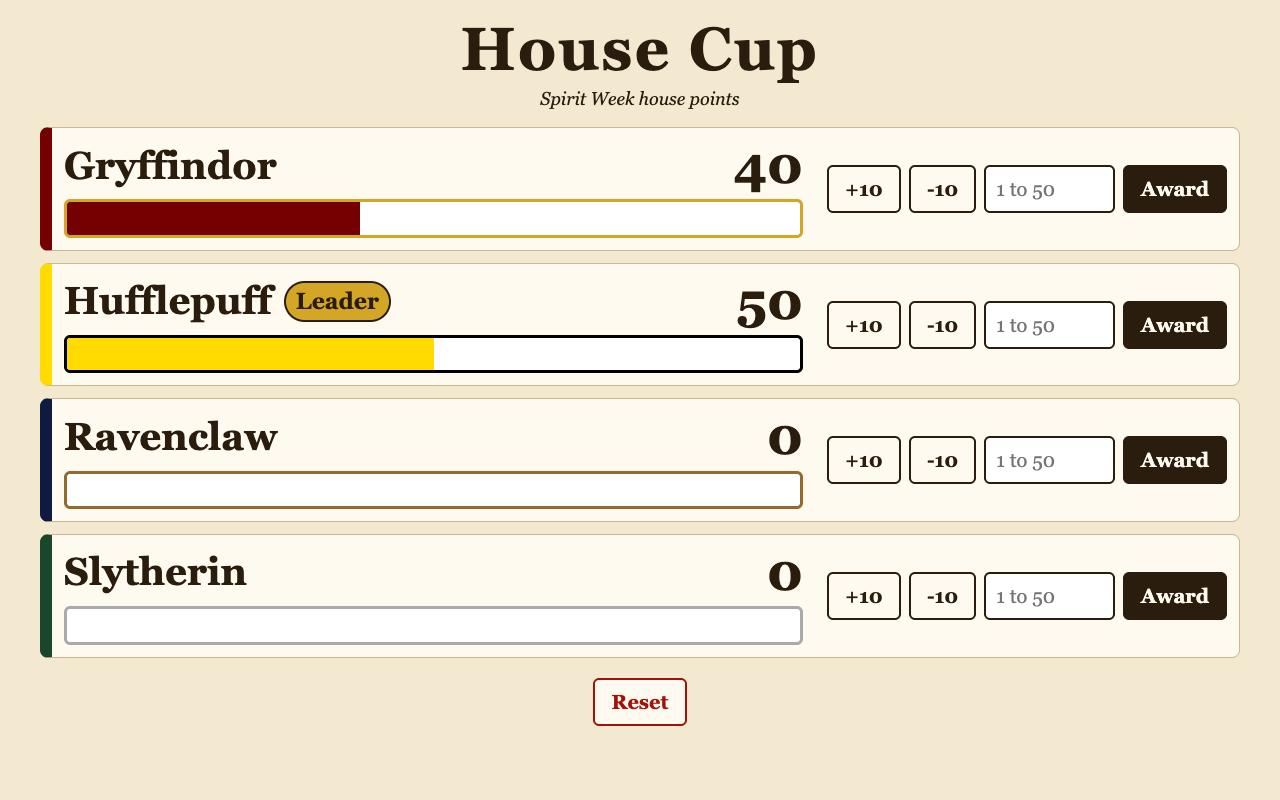 House Cup
Spirit Week house points
Gryffindor 40 +10 -10 1 to 50 Award
Hufflepuff Leader 50 +10 -10 1 to 50 Award
Ravenclaw 0 +10 -10 1 to 50 Award
Slytherin 0 +10 -10 1 to 50 Award
Reset